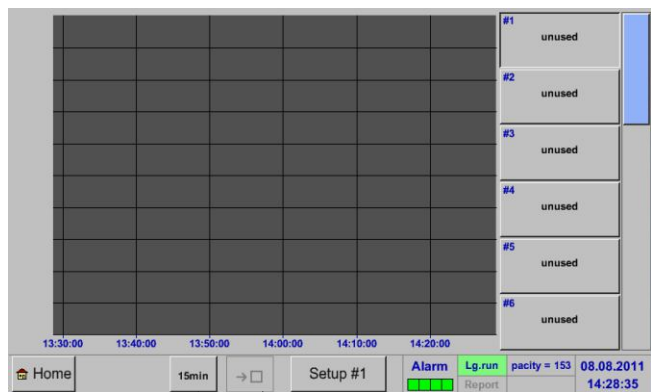 #1
unused
#2
unused
#3
unused
#4
unused
#5
unused
#6
unused
13:30:00 13:40:00 13:50:00 14:00:00 14:10:00 14:20:00
Home 15min Setup #1 Alarm Lg.run pacity = 153 08.08.2011
Report 14:28:35